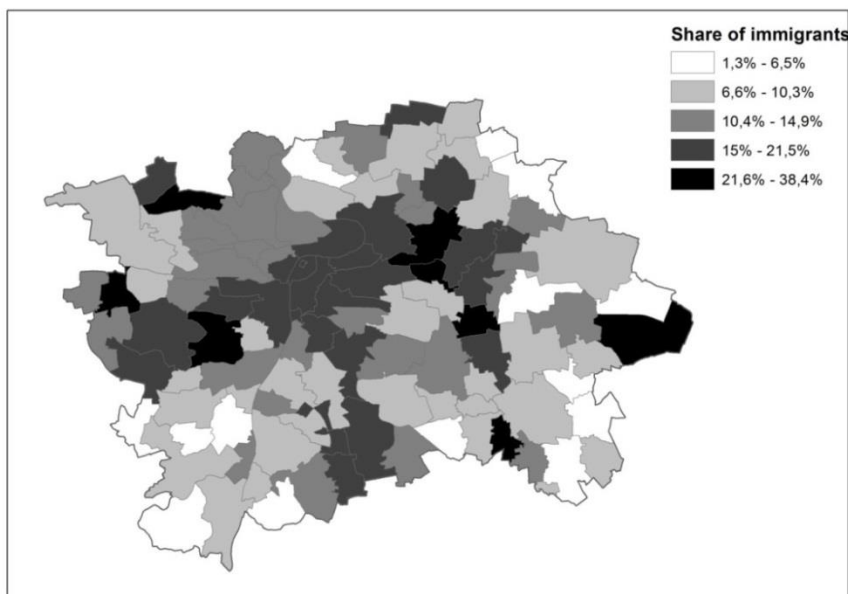 Share of immigrants
1,3% - 6,5%
6,6% - 10,3%
10,4% - 14,9%
15% - 21,5%
21,6% - 38,4%